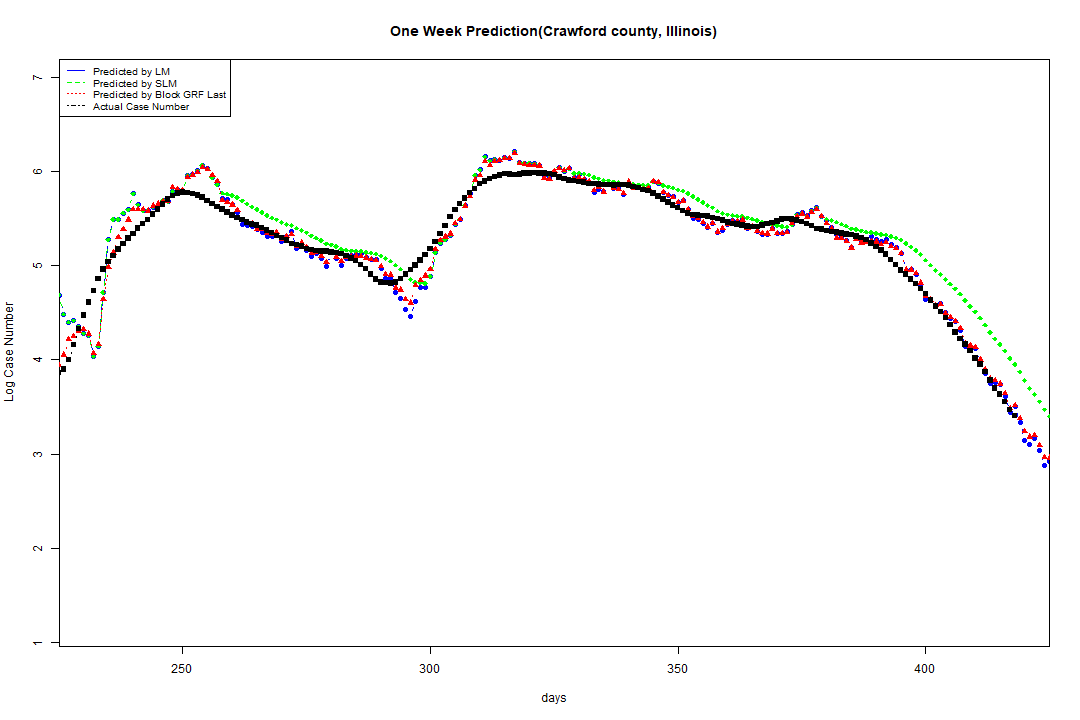 One Week Prediction(Crawford county, Illinois)
Predicted by LM
Predicted by SLM
Predicted by Block GRF Last
Actual Case Number
7
6
5
4
3
2
1
Log Case Number
250 300 350 400
days